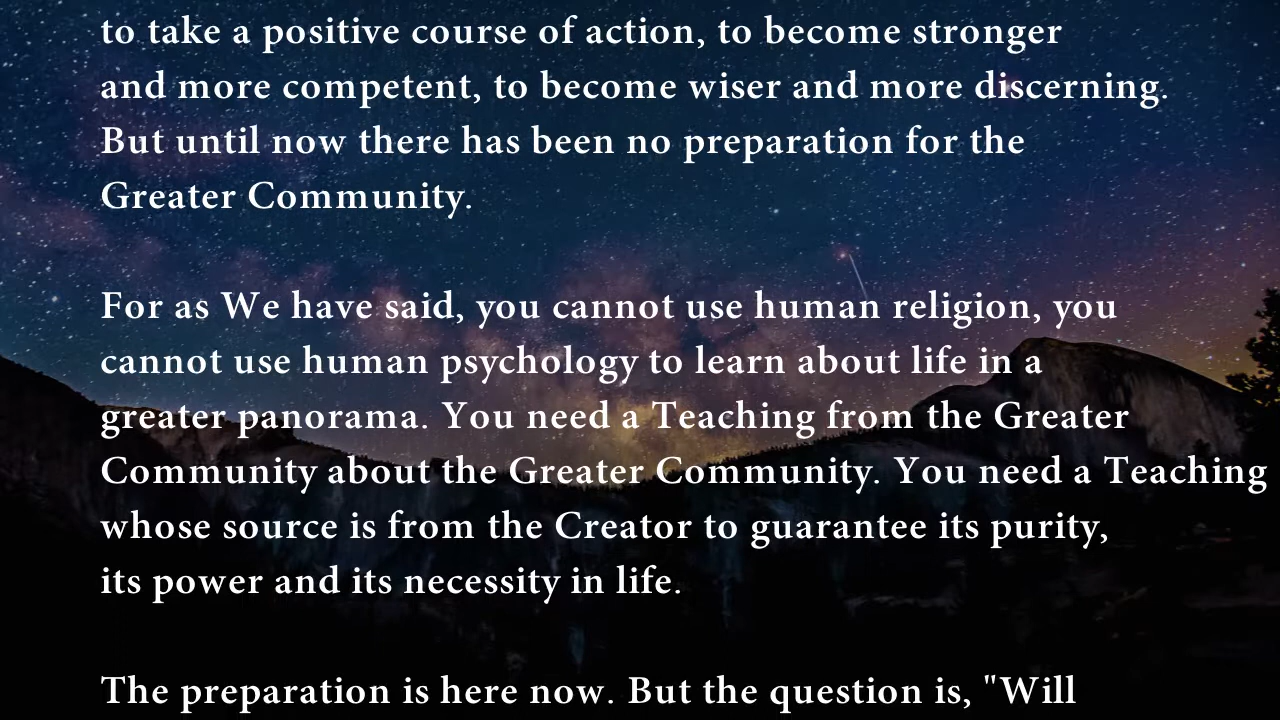 to take a positive course of action, to become stronger
and more competent, to become wiser and more discerning.
But until now there has been no preparation for the
Greater Community.
For as We have said, you cannot use human religion, you
cannot use human psychology to learn about life in a
greater panorama. You need a Teaching from the Greater
Community about the Greater Community. You need a Teaching
whose source is from the Creator to guarantee its purity,
its power and its necessity in life.
The preparation is here now. But the question is, "Will